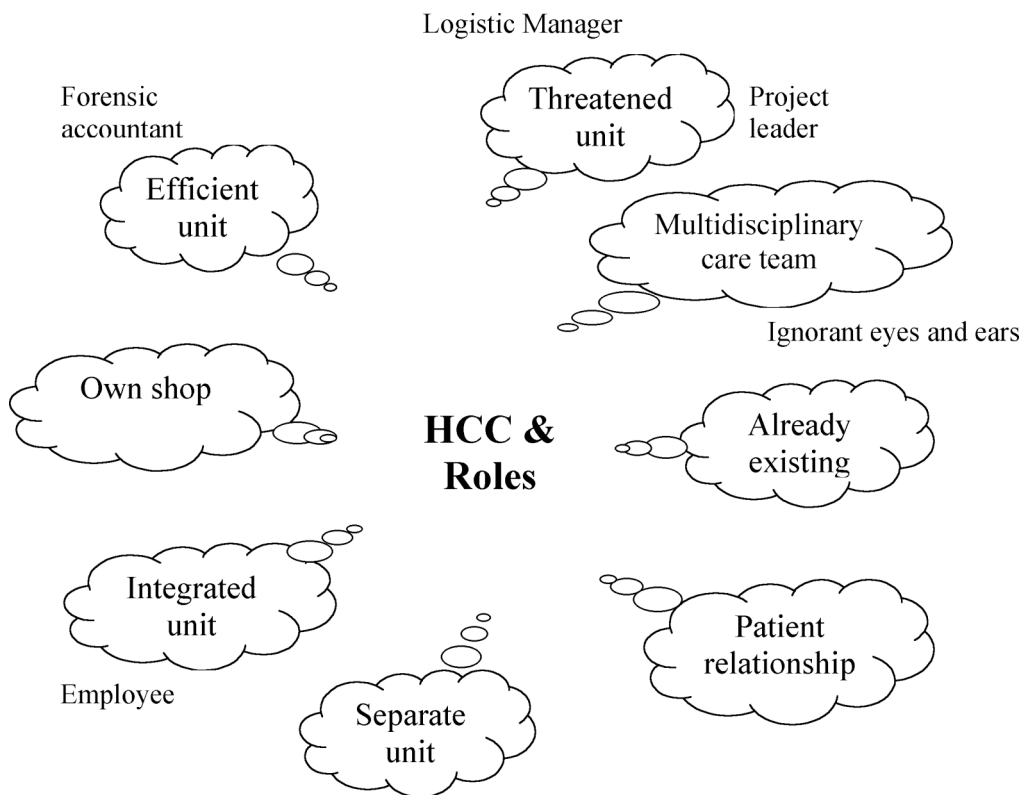 Logistic Manager
Forensic
accountant
Threatened
unit
Project
leader
Efficient
unit
Multidisciplinary
care team
Ignorant eyes and ears
Own shop
HCC &
Roles
Already
existing
Integrated
unit
Patient
relationship
Employee
Separate
unit